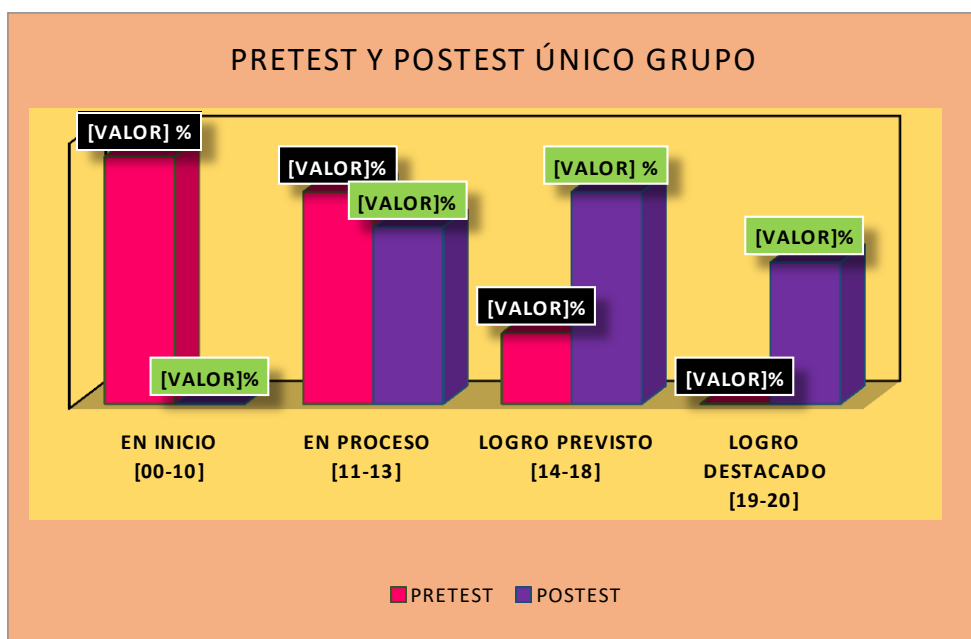 PRETEST Y POSTEST ÚNICO GRUPO
[VALOR] %
[VALOR]%
[VALOR]%
[VALOR]%
[VALOR]%
[VALOR] %
[VALOR]%
[VALOR]%
EN INICIO
[00-10]
EN PROCESO
[11-13]
LOGRO PREVISTO
[14-18]
LOGRO
DESTACADO
[19-20]
PRETEST
POSTEST